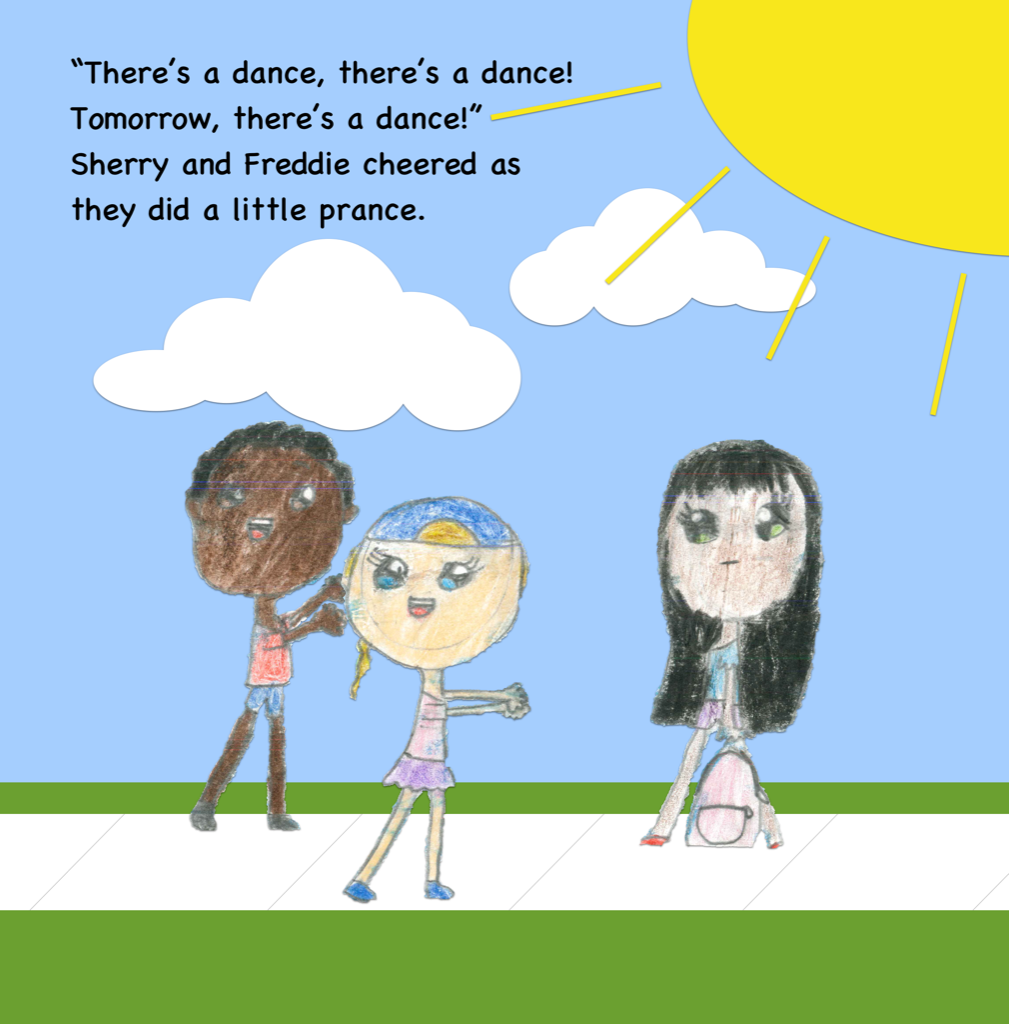 “There’s a dance, there’s a dance!
Tomorrow, there’s a dance!”
Sherry and Freddie cheered as
they did a little prance.